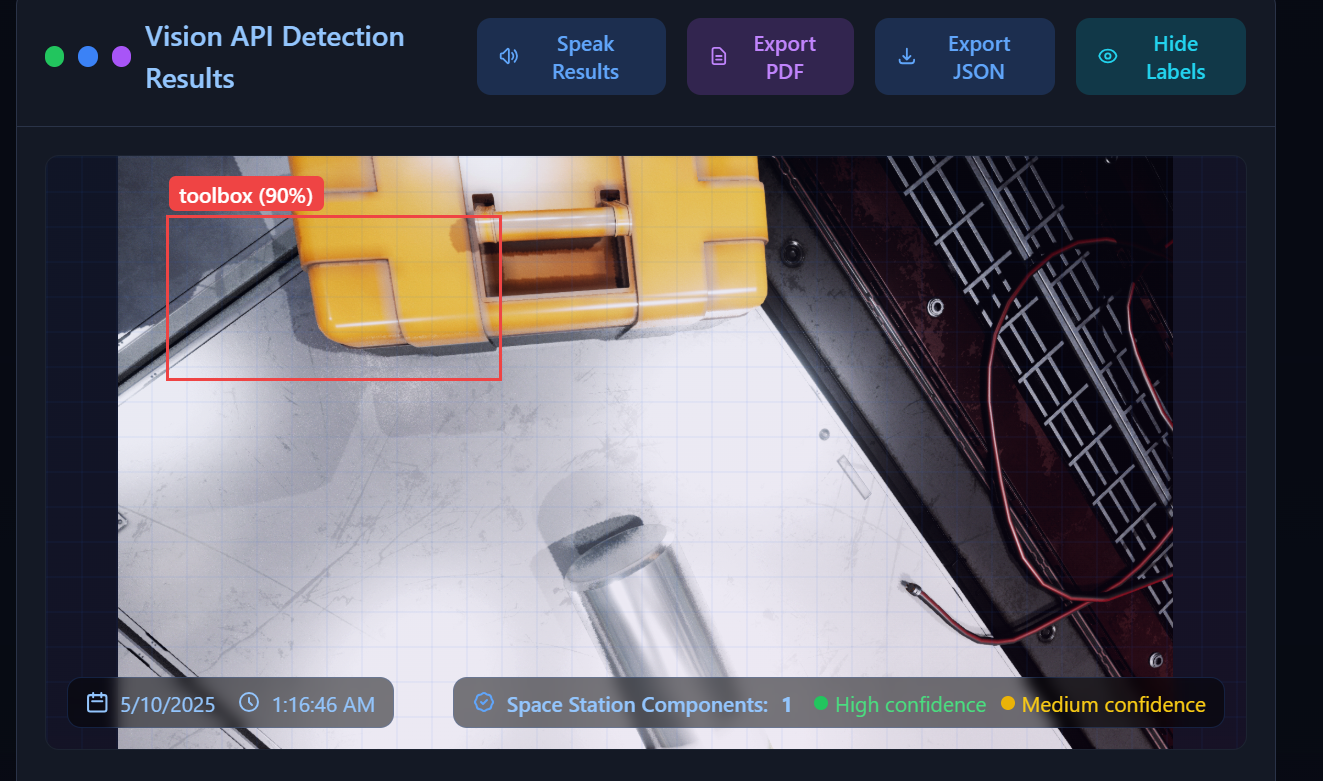 Vision API Detection
Results
Speak
Results
Export
PDF
Export
JSON
Hide
Labels
toolbox (90%)
5/10/2025 1:16:46 AM
Space Station Components: 1 High confidence Medium confidence